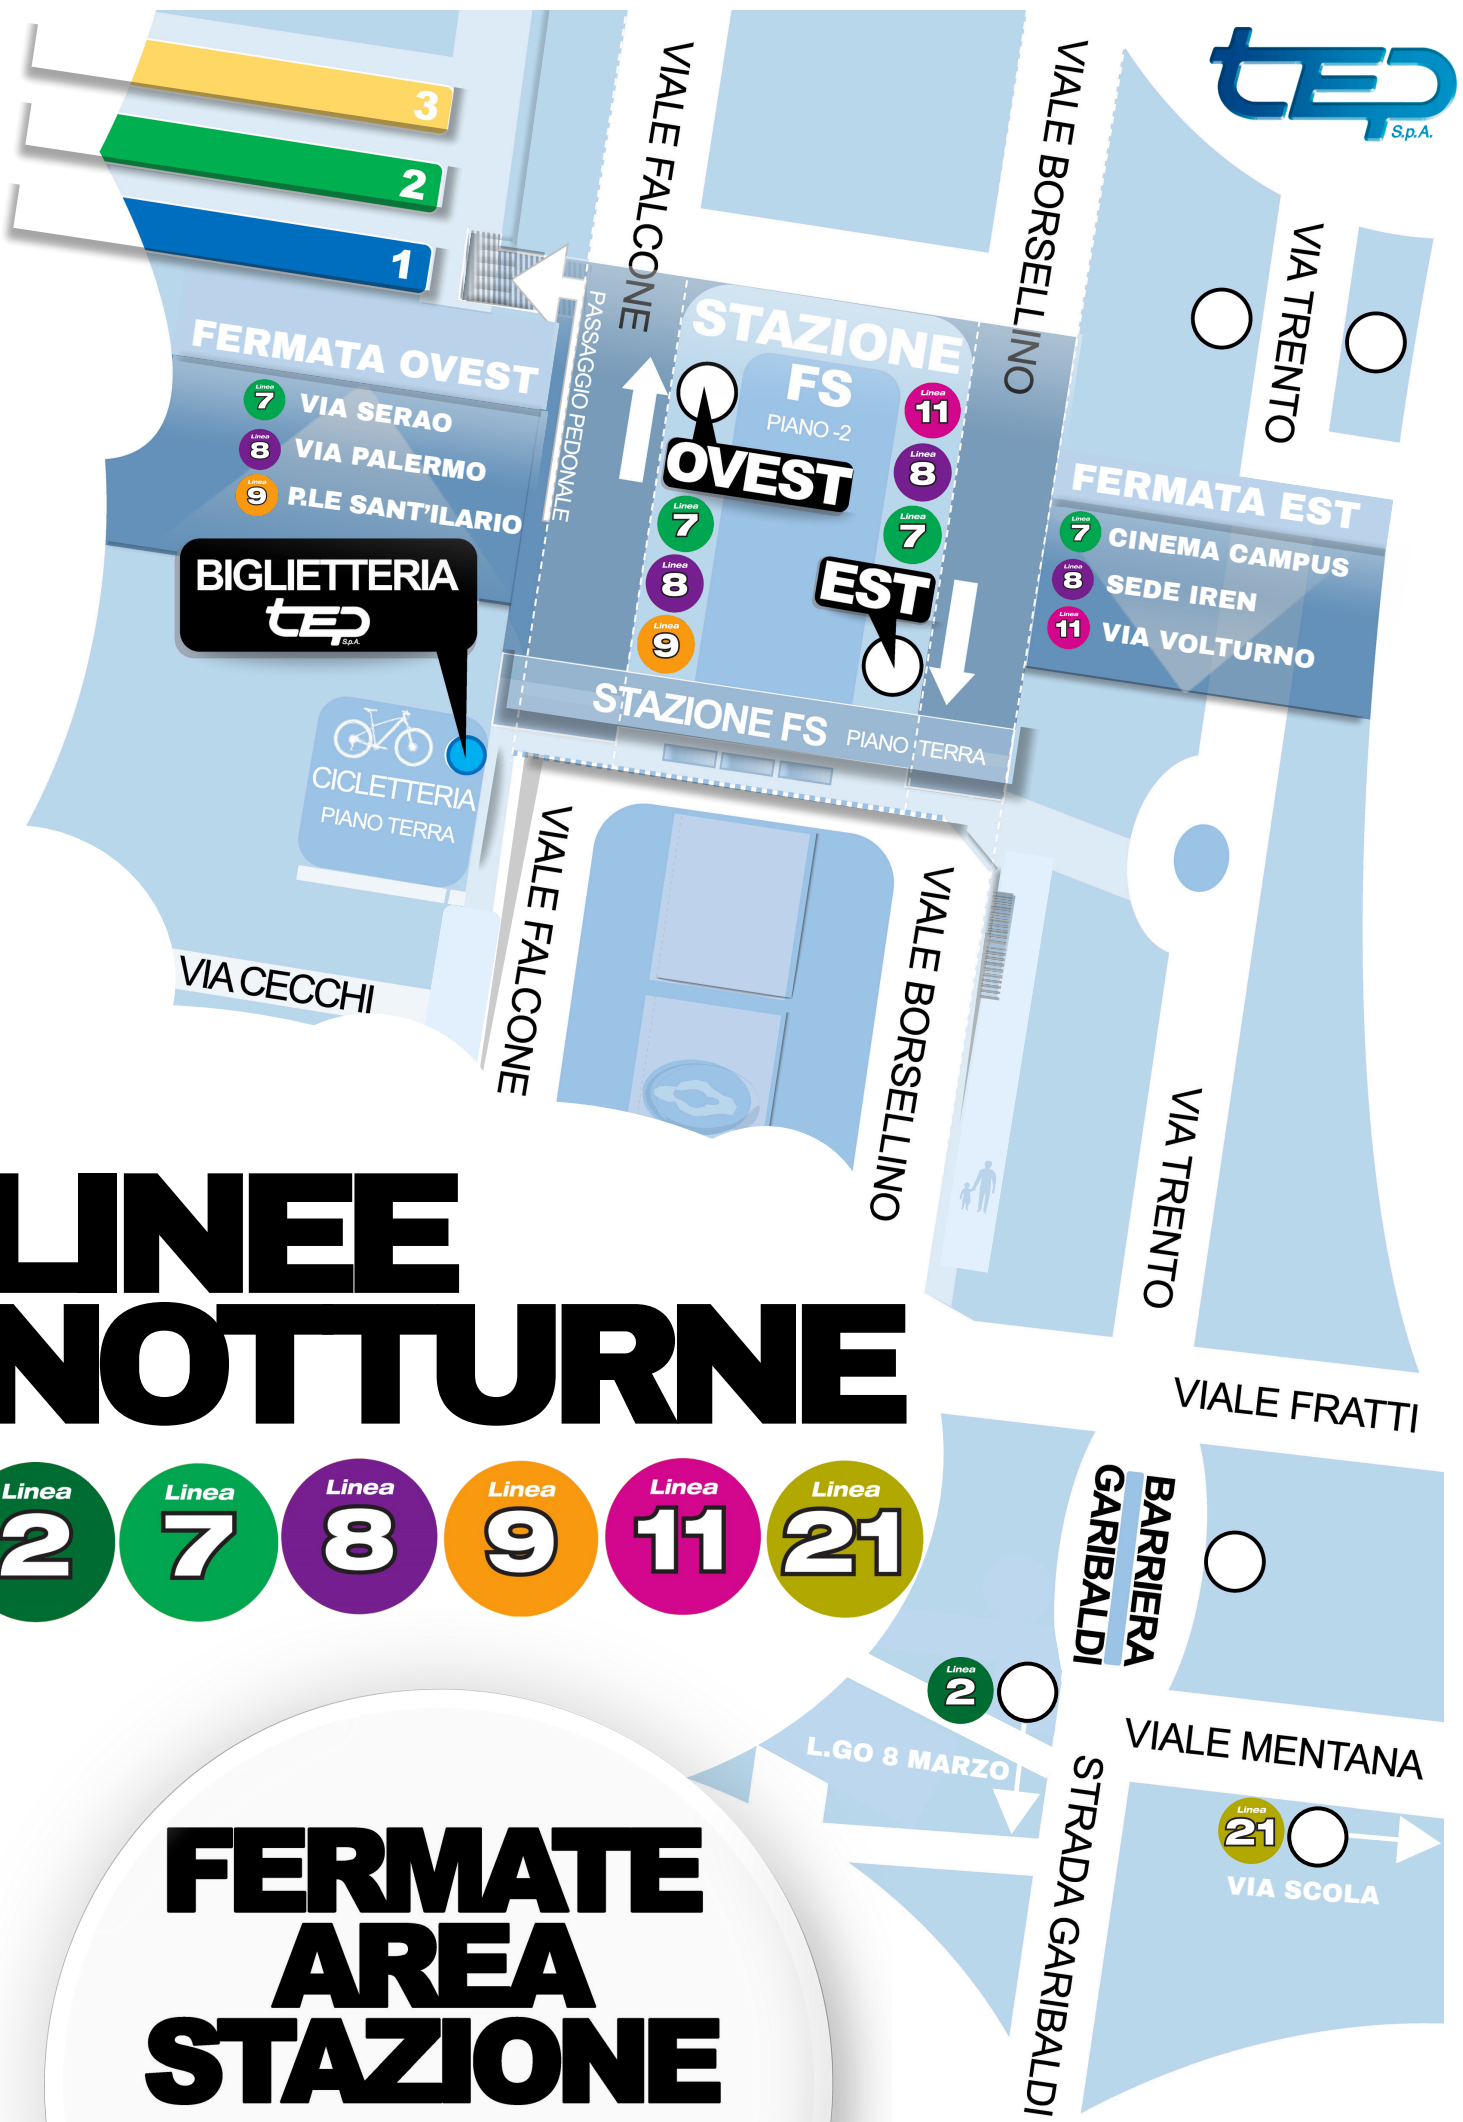 tep
S.p.A.
3
2
1
VIALE FALCONE
VIALE BORSELLINO
VIA TRENTO
FERMATA OVEST
Linea
7
VIA SERAO
Linea
8
VIA PALERMO
Linea
9
P.LE SANT'ILARIO
PASSAGGIO PEDONALE
STAZIONE
FS
PIANO -2
OVEST
Linea
7
Linea
8
Linea
9
Linea
11
Linea
8
Linea
7
EST
FERMATA EST
Linea
7
CINEMA CAMPUS
Linea
8
SEDE IREN
Linea
11
VIA VOLTURNO
BIGLIETTERIA
tep
S.p.A.
STAZIONE FS PIANO TERRA
CICLETTERIA
PIANO TERRA
VIA CECCHI
VIALE FALCONE
VIALE BORSELLINO
VIA TRENTO
LINEE
NOTTURNE
Linea
2
Linea
7
Linea
8
Linea
9
Linea
11
Linea
21
VIALE FRATTI
BARRIERA
GARIBALDI
Linea
2
L.GO 8 MARZO
VIALE MENTANA
STRADA GARIBALDI
Linea
21
VIA SCOLA
FERMATE
AREA
STAZIONE